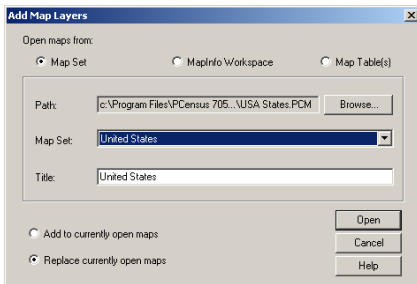 Add Map Layers
Open maps from:
Map Set
MapInfo Workspace
Map Table(s)
Path:
c:\Program Files\PCensus 705...\USA States.PCM
Browse...
Map Set:
United States
Title:
United States
Add to currently open maps
Replace currently open maps
Open
Cancel
Help